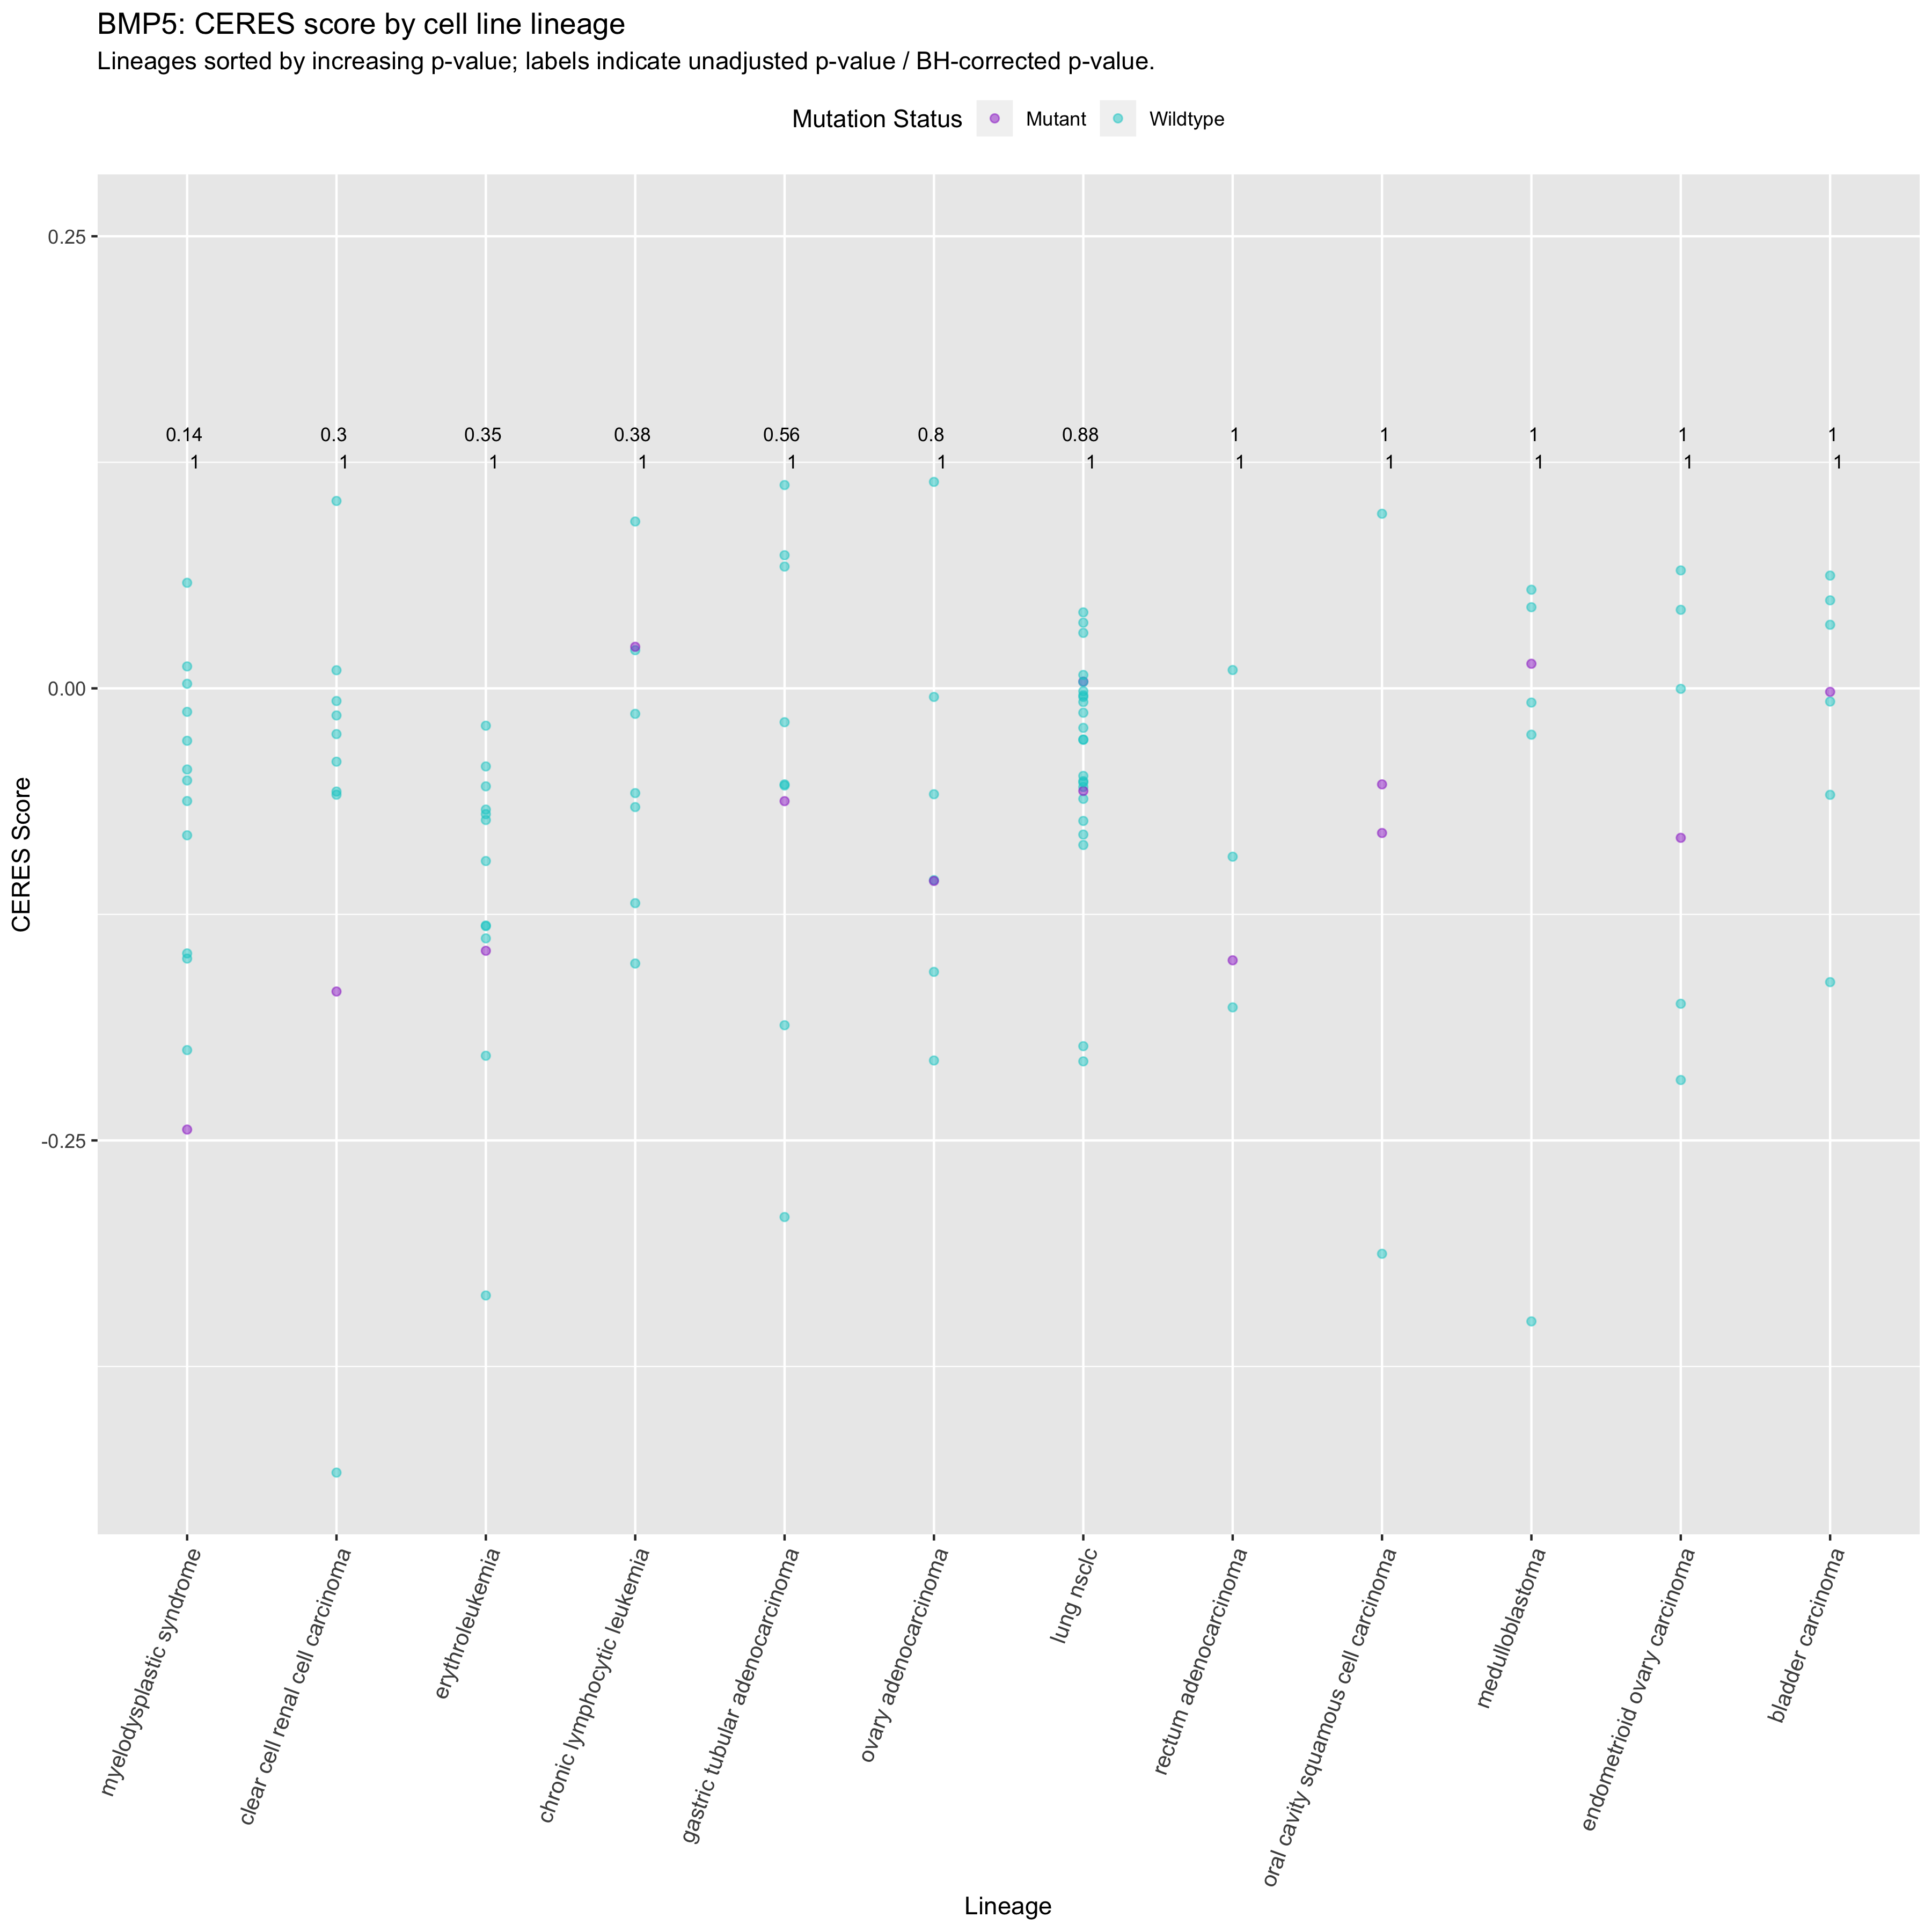 BMP5: CERES score by cell line lineage
Lineages sorted by increasing p-value; labels indicate unadjusted p-value / BH-corrected p-value.
Mutation Status Mutant Wildtype
0.25
0.14 0.3 0.35 0.38 0.56 0.8 0.88 1 1 1 1 1
1 1 1 1 1 1 1 1 1 1 1 1
0.00
CERES Score
-0.25
myelodysplastic syndrome
clear cell renal cell carcinoma
erythroleukemia
chronic lymphocytic leukemia
gastric tubular adenocarcinoma
ovary adenocarcinoma
lung nsclc
rectum adenocarcinoma
oral cavity squamous cell carcinoma
medulloblastoma
endometrioid ovary carcinoma
bladder carcinoma
Lineage